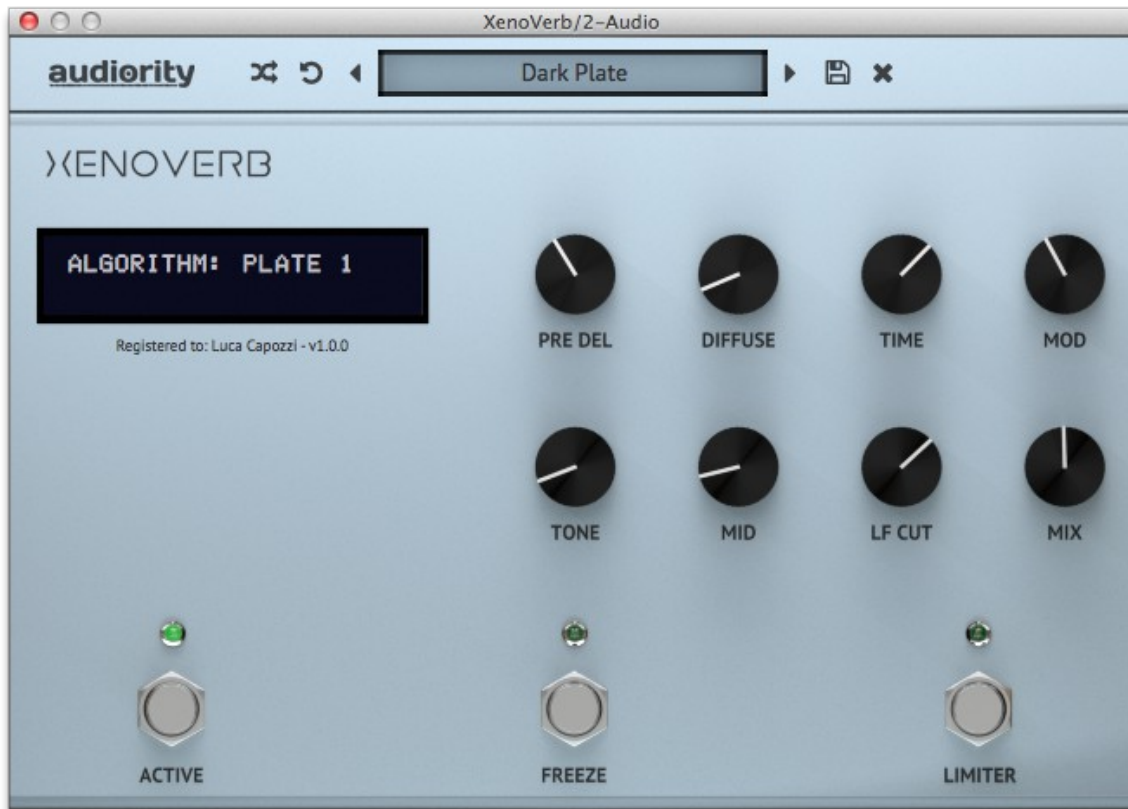 XenoVerb/2-Audio
audiority
Dark Plate
XENOVERB
ALGORITHM: PLATE 1
Registered to: Luca Capozzi - v1.0.0
PRE DEL DIFFUSE TIME MOD
TONE MID LF CUT MIX
ACTIVE FREEZE LIMITER